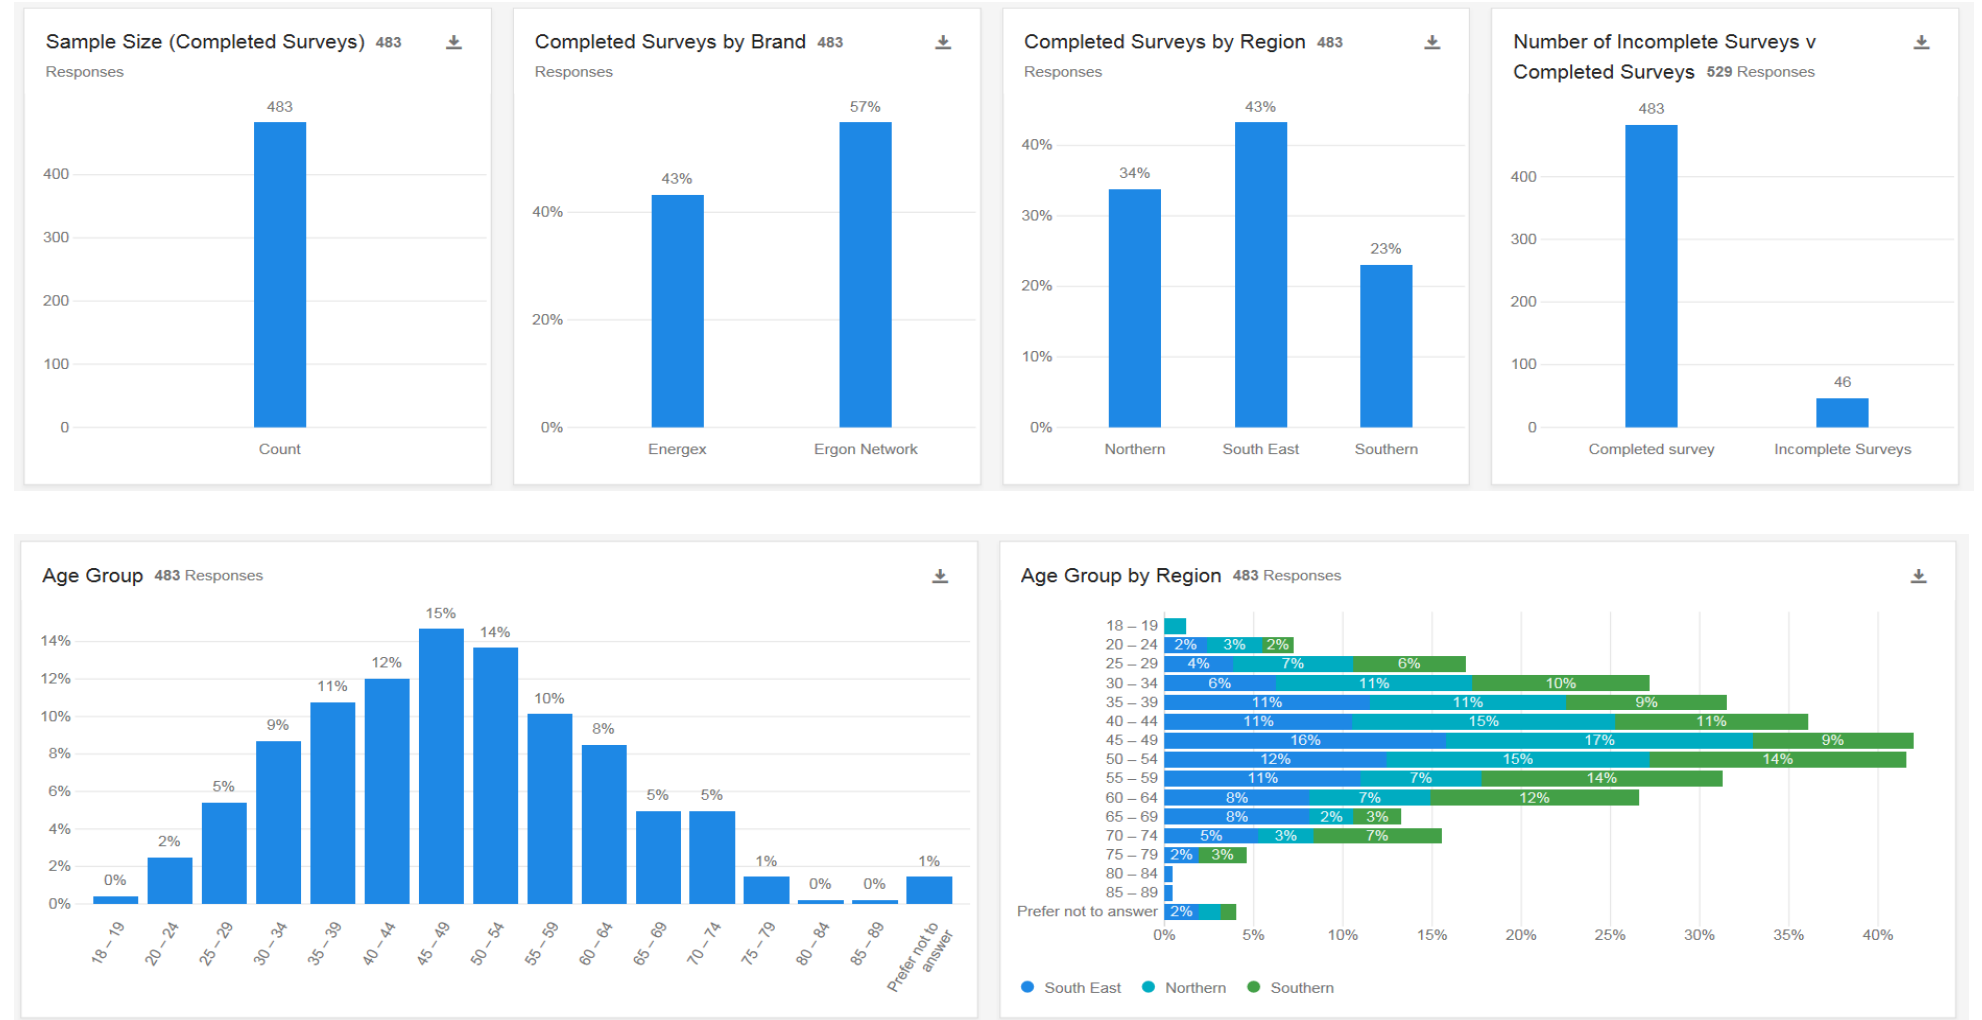 Sample Size (Completed Surveys) 483
Responses
483
400
300
200
100
0
Count
Completed Surveys by Brand 483
Responses
57%
43%
40%
20%
0%
Energex Ergon Network
Completed Surveys by Region 483
Responses
43%
40%
34%
30%
23%
20%
10%
0%
Northern South East Southern
Number of Incomplete Surveys v
Completed Surveys 529 Responses
483
400
300
200
100
46
0
Completed survey Incomplete Surveys
Age Group 483 Responses
15%
14%
14%
12%
12%
11%
10%
10%
9%
8%
8%
6%
5%
5% 5%
4%
2%
2%
1% 1%
0% 0% 0%
0%
18 – 19 20 – 24 25 – 29 30 – 34 35 – 39 40 – 44 45 – 49 50 – 54 55 – 59 60 – 64 65 – 69 70 – 74 75 – 79 80 – 84 85 – 89 Prefer not to
answer
Age Group by Region 483 Responses
18 – 19
20 – 24 2% 3% 2%
25 – 29 4% 7% 6%
30 – 34 6% 11% 10%
35 – 39 11% 11% 9%
40 – 44 11% 15% 11%
45 – 49 16% 17% 9%
50 – 54 12% 15% 14%
55 – 59 11% 7% 14%
60 – 64 8% 7% 12%
65 – 69 8% 2% 3%
70 – 74 5% 3% 7%
75 – 79 2% 3%
80 – 84
85 – 89
Prefer not to answer 2%
0% 5% 10% 15% 20% 25% 30% 35% 40%
South East Northern Southern